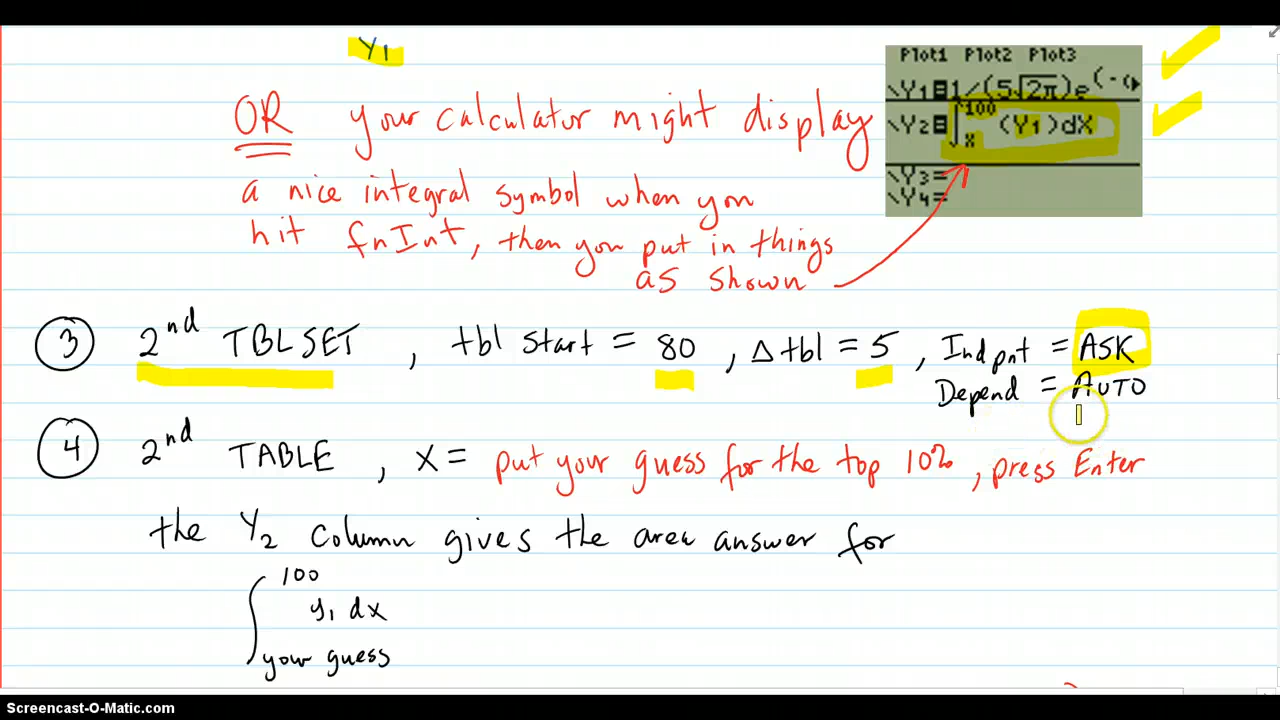 Y1
Plot1 Plot2 Plot3
\Y1=1/(5√2π)e^(-(
OR your calculator might display
\Y2=∫ₓ¹⁰⁰(Y1)dX
\Y3=
\Y4=
a nice integral symbol when you
hit fnInt, then you put in things
as shown
3 2nd TBLSET, tbl start = 80, Δtbl = 5, Indpnt = ASK
Depend = AUTO
4 2nd TABLE, X= put your guess for the top 10%, press Enter
the Y2 column gives the area answer for
100
∫ y1 dx
your guess
Screencast-O-Matic.com